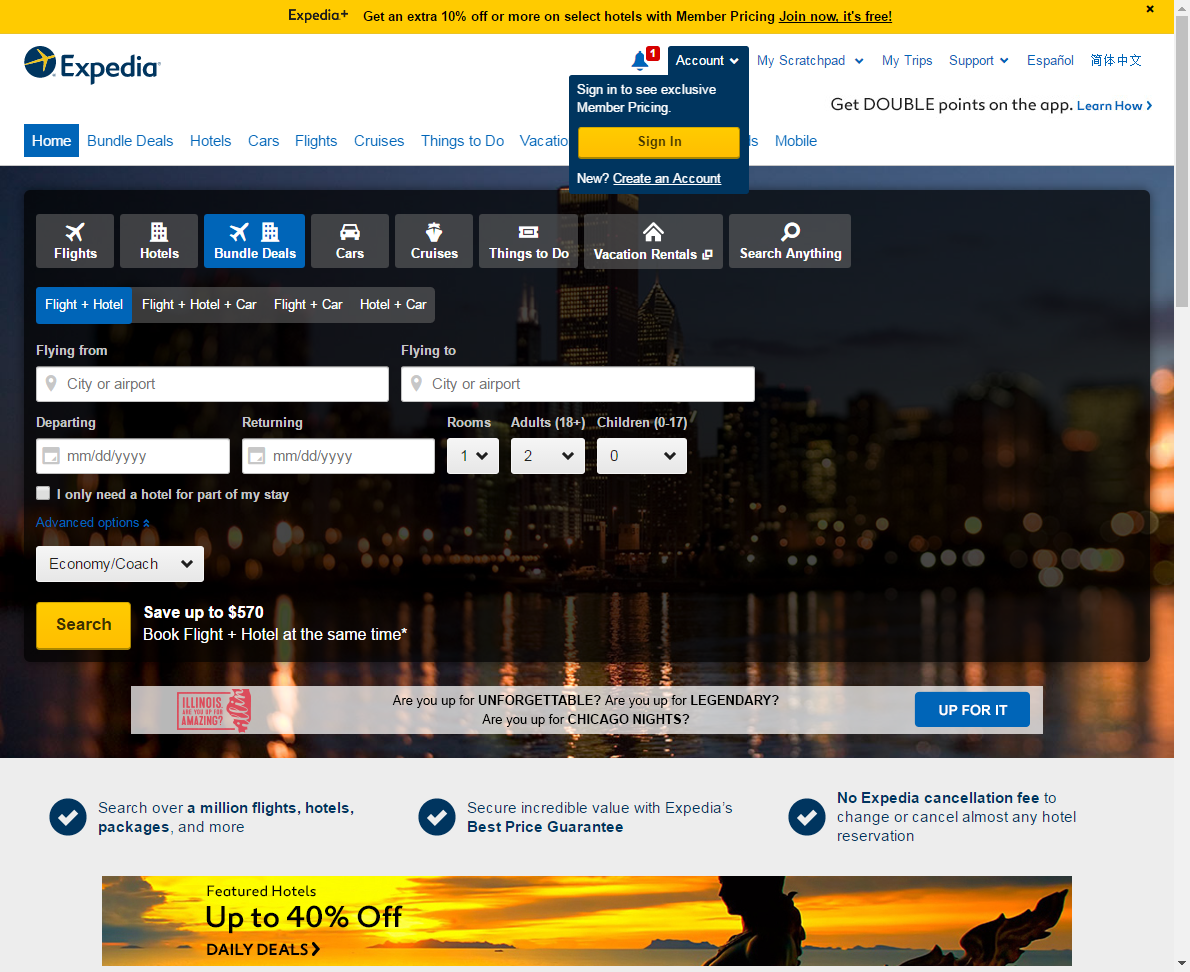 Expedia+ Get an extra 10% off or more on select hotels with Member Pricing Join now, it's free!
Expedia
1
Account
My Scratchpad
My Trips
Support
Español
简体中文
Sign in to see exclusive
Member Pricing.
Sign In
New? Create an Account
Get DOUBLE points on the app. Learn How
Home
Bundle Deals
Hotels
Cars
Flights
Cruises
Things to Do
Vacatio
ls
Mobile
Flights
Hotels
Bundle Deals
Cars
Cruises
Things to Do
Vacation Rentals
Search Anything
Flight + Hotel
Flight + Hotel + Car
Flight + Car
Hotel + Car
Flying from
Flying to
City or airport
City or airport
Departing
Returning
Rooms
Adults (18+)
Children (0-17)
mm/dd/yyyy
mm/dd/yyyy
1
2
0
I only need a hotel for part of my stay
Advanced options
Economy/Coach
Search
Save up to $570
Book Flight + Hotel at the same time*
ILLINOIS
ARE YOU UP FOR
AMAZING?
Are you up for UNFORGETTABLE? Are you up for LEGENDARY?
Are you up for CHICAGO NIGHTS?
UP FOR IT
Search over a million flights, hotels,
packages, and more
Secure incredible value with Expedia's
Best Price Guarantee
No Expedia cancellation fee to
change or cancel almost any hotel
reservation
Featured Hotels
Up to 40% Off
DAILY DEALS